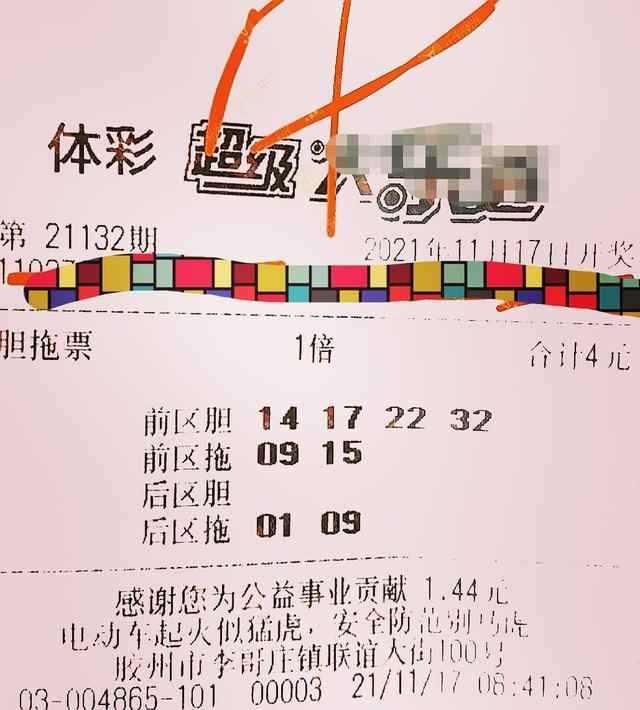 体彩 超级
第 21132期 2021年11月17日开奖
胆拖票 1倍 合计4元
前区胆 14 17 22 32
前区拖 09 15
后区胆
后区拖 01 09
感谢您为公益事业贡献 1.44元
电动车起火似猛虎，安全防范别马虎
胶州市李哥庄镇联谊大街100号
03-004865-101 00003 21/11/17 08:41:08